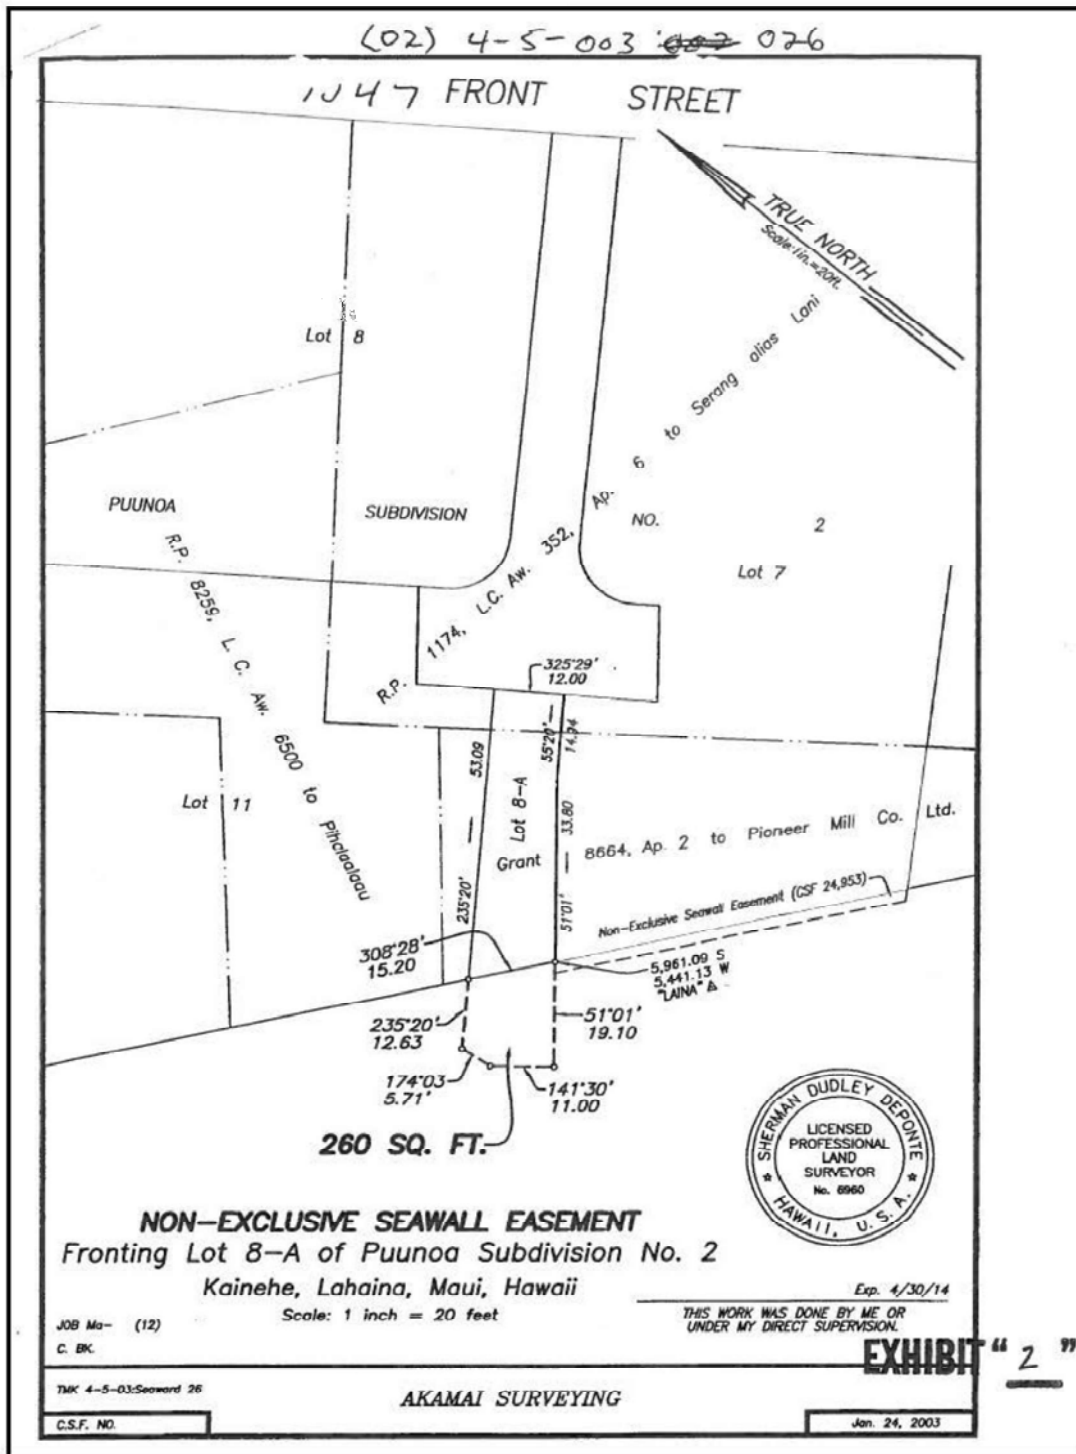 (02) 4-5-003:002 026
1047 FRONT STREET
TRUE NORTH
Scale:1in.=20ft.
Lot 8
R.P. 1174, L.C. Aw. 352, Ap. 6 to Serang alias Lani
PUUNOA SUBDIVISION NO. 2
Lot 7
R.P. 8259, L. C. Aw. 6500 to Pihalaalaau
325°29'
12.00
53.09
235°20'
55°20'
14.94
Lot 8-A
Grant 8664, Ap. 2 to Pioneer Mill Co. Ltd.
33.80
51°01'
Lot 11
Non-Exclusive Seawall Easement (CSF 24,953)
308°28'
15.20
5,961.09 S
5,441.13 W
"LAINA" △
235°20'
12.63
51°01'
19.10
174°03
5.71'
141°30'
11.00
260 SQ. FT.
SHERMAN DUDLEY DEPONTE
LICENSED
PROFESSIONAL
LAND
SURVEYOR
No. 6960
★ HAWAII, U. S. A. ★
NON-EXCLUSIVE SEAWALL EASEMENT
Fronting Lot 8-A of Puunoa Subdivision No. 2
Kainehe, Lahaina, Maui, Hawaii
Scale: 1 inch = 20 feet
Exp. 4/30/14
THIS WORK WAS DONE BY ME OR
UNDER MY DIRECT SUPERVISION.
JOB Ma- (12)
C. BK.
EXHIBIT "2"
TMK 4-5-03:Seaward 26
AKAMAI SURVEYING
C.S.F. NO.
Jan. 24, 2003